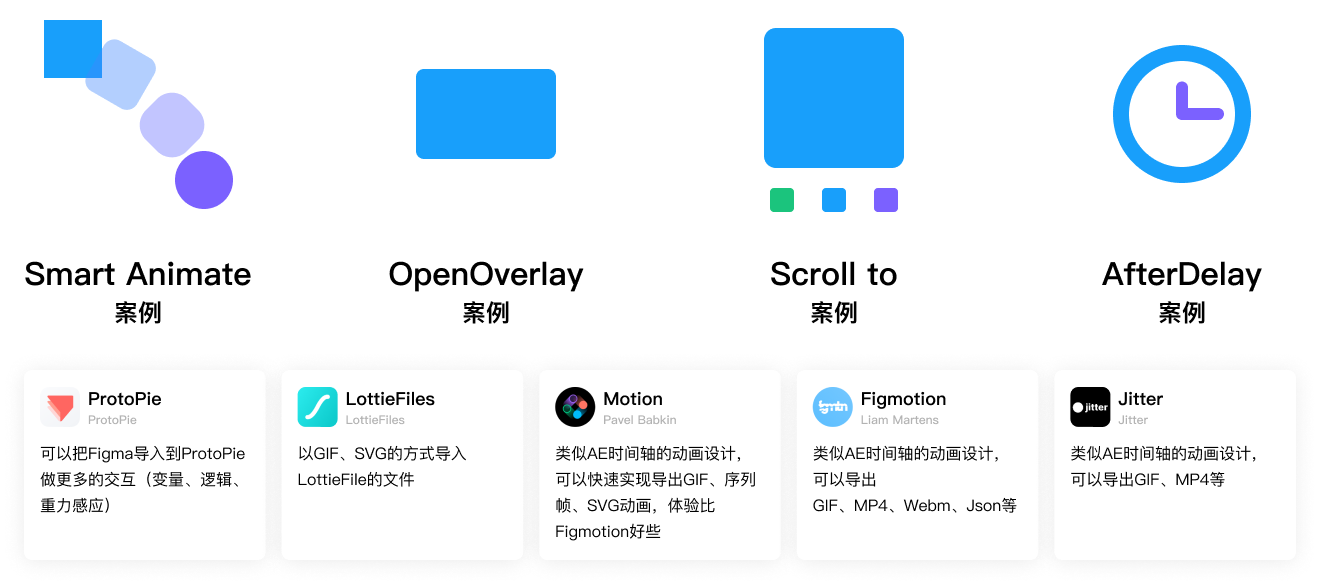 Smart Animate
案例
OpenOverlay
案例
Scroll to
案例
AfterDelay
案例
ProtoPie
ProtoPie
可以把Figma导入到ProtoPie
做更多的交互（变量、逻辑、
重力感应）
LottieFiles
LottieFiles
以GIF、SVG的方式导入
LottieFile的文件
Motion
Pavel Babkin
类似AE时间轴的动画设计，
可以快速实现导出GIF、序列
帧、SVG动画，体验比
Figmotion好些
figmtn
Figmotion
Liam Martens
类似AE时间轴的动画设计，
可以导出
GIF、MP4、Webm、Json等
jitter
Jitter
Jitter
类似AE时间轴的动画设计，
可以导出GIF、MP4等